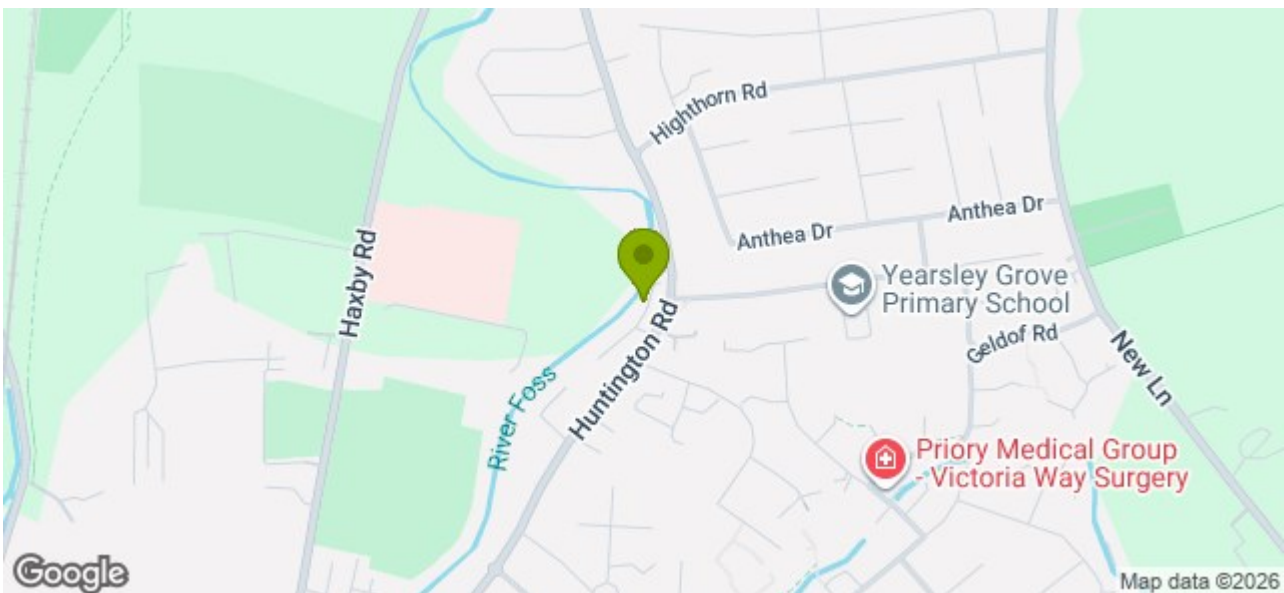 Highthorn Rd
Haxby Rd
Anthea Dr
Anthea Dr
Yearsley Grove
Primary School
Geldof Rd
New Ln
Huntington Rd
River Foss
Priory Medical Group
- Victoria Way Surgery
Google
Map data ©2026